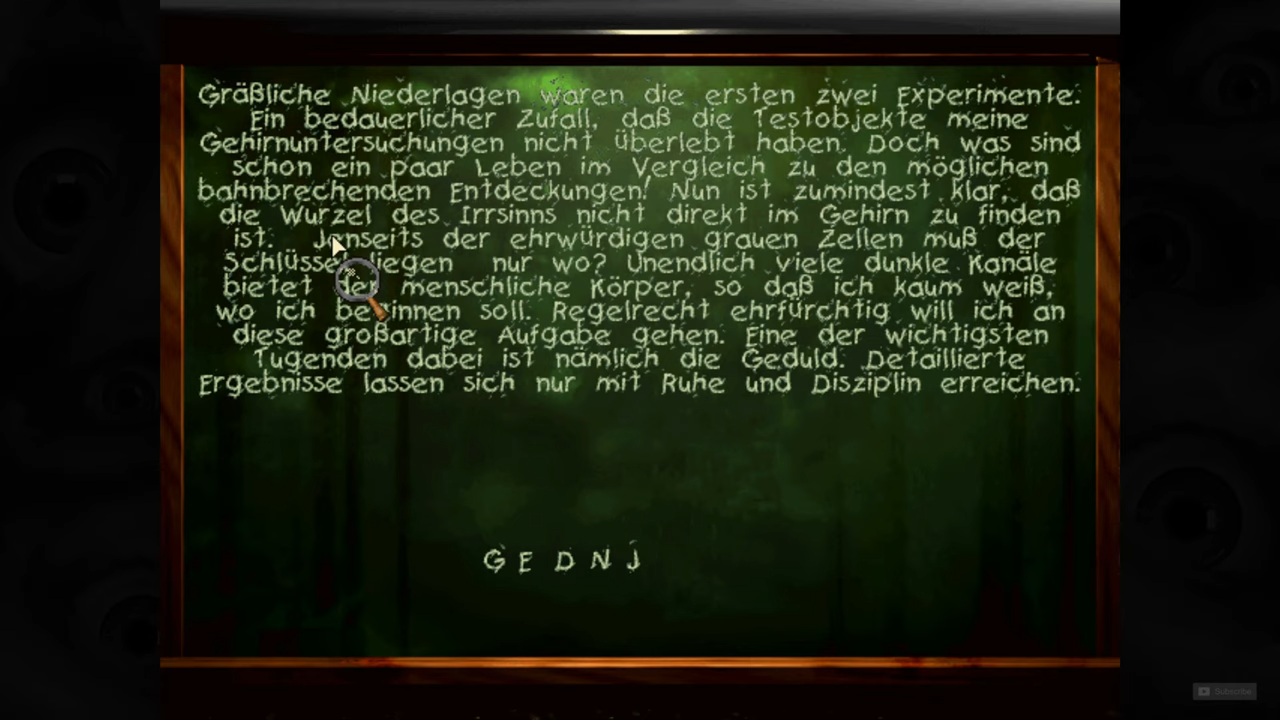 Gräßliche Niederlagen waren die ersten zwei Experimente.
Ein bedauerlicher Zufall, daß die Testobjekte meine
Gehirnuntersuchungen nicht überlebt haben. Doch was sind
schon ein paar Leben im Vergleich zu den möglichen
bahnbrechenden Entdeckungen! Nun ist zumindest klar, daß
die Wurzel des Irrsinns nicht direkt im Gehirn zu finden
ist. Jenseits der ehrwürdigen grauen Zellen muß der
Schlüssel liegen nur wo? Unendlich viele dunkle Kanäle
bietet der menschliche Körper, so daß ich kaum weiß,
wo ich beginnen soll. Regelrecht ehrfürchtig will ich an
diese großartige Aufgabe gehen. Eine der wichtigsten
Tugenden dabei ist nämlich die Geduld. Detaillierte
Ergebnisse lassen sich nur mit Ruhe und Disziplin erreichen.
G E D N J
Subscribe